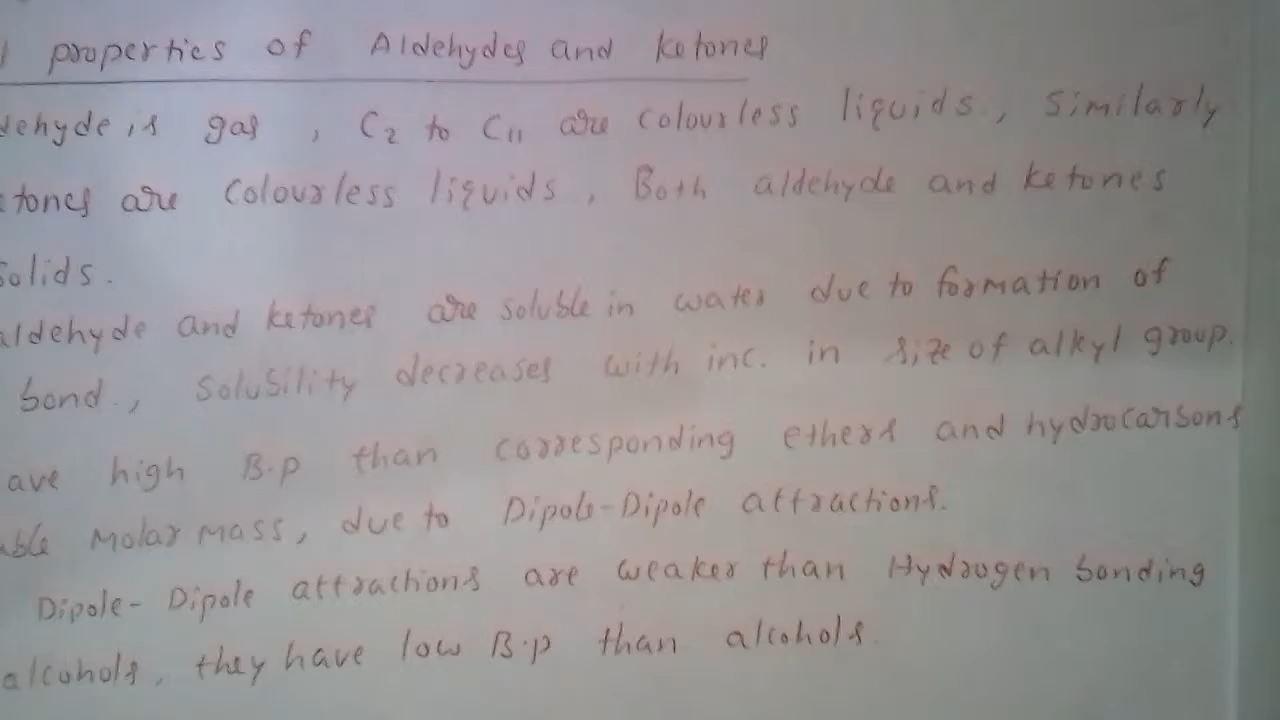 properties of Aldehydes and ketones
dehyde is gas , C₂ to C₁₁ are colourless liquids , Similarly
tones are colourless liquids , Both aldehyde and ketones
solids.
aldehyde and ketones are soluble in water due to formation of
bond , Solubility decreases with inc. in size of alkyl group.
ave high B.p than corresponding ethers and hydrocarbons
able Molar mass, due to Dipole-Dipole attractions.
Dipole- Dipole attractions are weaker than Hydrogen bonding
alcohols , they have low B.p than alcohols.